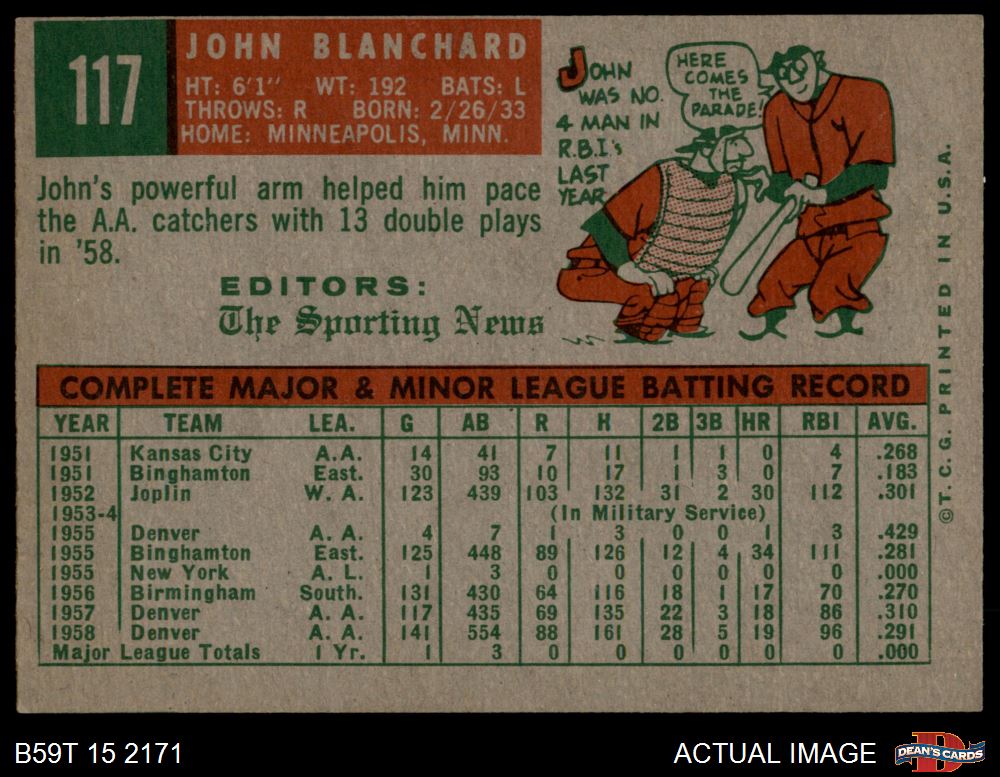 117
JOHN BLANCHARD
HT: 6'1" WT: 192 BATS: L
THROWS: R BORN: 2/26/33
HOME: MINNEAPOLIS, MINN.
John's powerful arm helped him pace
the A.A. catchers with 13 double plays
in '58.
EDITORS:
The Sporting News
JOHN
WAS NO.
4 MAN IN
R.B.I.'s
LAST
YEAR
HERE
COMES
THE
PARADE!
COMPLETE MAJOR & MINOR LEAGUE BATTING RECORD
YEAR TEAM LEA. G AB R H 2B 3B HR RBI AVG.
1951 Kansas City A.A. 14 41 7 11 1 1 0 4 .268
1951 Binghamton East. 30 93 10 17 1 3 0 7 .183
1952 Joplin W. A. 123 439 103 132 31 2 30 112 .301
1953-4 (In Military Service)
1955 Denver A. A. 4 7 1 3 0 0 1 3 .429
1955 Binghamton East. 125 448 89 126 12 4 34 111 .281
1955 New York A. L. 1 3 0 0 0 0 0 0 .000
1956 Birmingham South. 131 430 64 116 18 1 17 70 .270
1957 Denver A. A. 117 435 69 135 22 3 18 86 .310
1958 Denver A. A. 141 554 88 161 28 5 19 96 .291
Major League Totals 1 Yr. 1 3 0 0 0 0 0 0 .000
©T.C.G. PRINTED IN U.S.A.
B59T 15 2171
ACTUAL IMAGE
D
DEAN'S CARDS